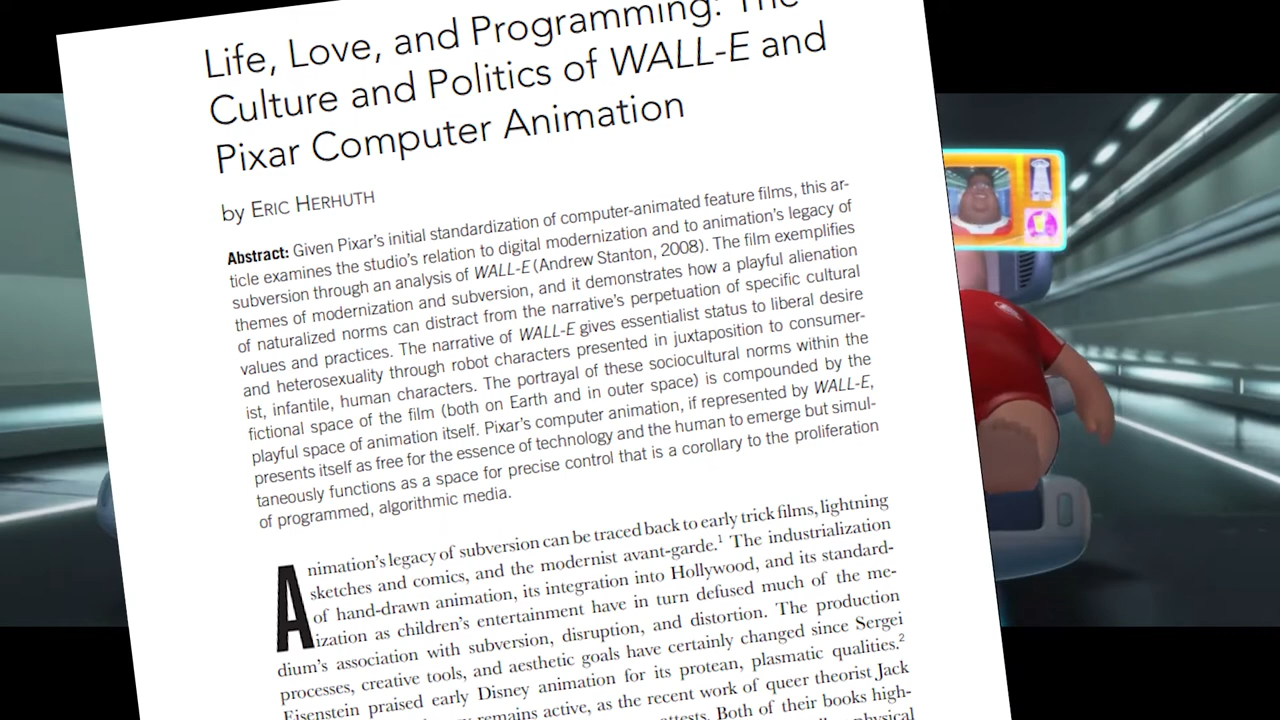 Life, Love, and Programming: The
Culture and Politics of WALL-E and
Pixar Computer Animation
by ERIC HERHUTH
Abstract: Given Pixar's initial standardization of computer-animated feature films, this ar-
ticle examines the studio's relation to digital modernization and to animation's legacy of
subversion through an analysis of WALL-E (Andrew Stanton, 2008). The film exemplifies
themes of modernization and subversion, and it demonstrates how a playful alienation
of naturalized norms can distract from the narrative's perpetuation of specific cultural
values and practices. The narrative of WALL-E gives essentialist status to liberal desire
and heterosexuality through robot characters presented in juxtaposition to consumer-
ist, infantile, human characters. The portrayal of these sociocultural norms within the
fictional space of the film (both on Earth and in outer space) is compounded by the
playful space of animation itself. Pixar's computer animation, if represented by WALL-E,
presents itself as free for the essence of technology and the human to emerge but simul-
taneously functions as a space for precise control that is a corollary to the proliferation
of programmed, algorithmic media.
Animation's legacy of subversion can be traced back to early trick films, lightning
sketches and comics, and the modernist avant-garde.1 The industrialization
of hand-drawn animation, its integration into Hollywood, and its standard-
ization as children's entertainment have in turn defused much of the me-
dium's association with subversion, disruption, and distortion. The production
processes, creative tools, and aesthetic goals have certainly changed since Sergei
Eisenstein praised early Disney animation for its protean, plasmatic qualities.2
remains active, as the recent work of queer theorist Jack
attests. Both of their books high-
physical